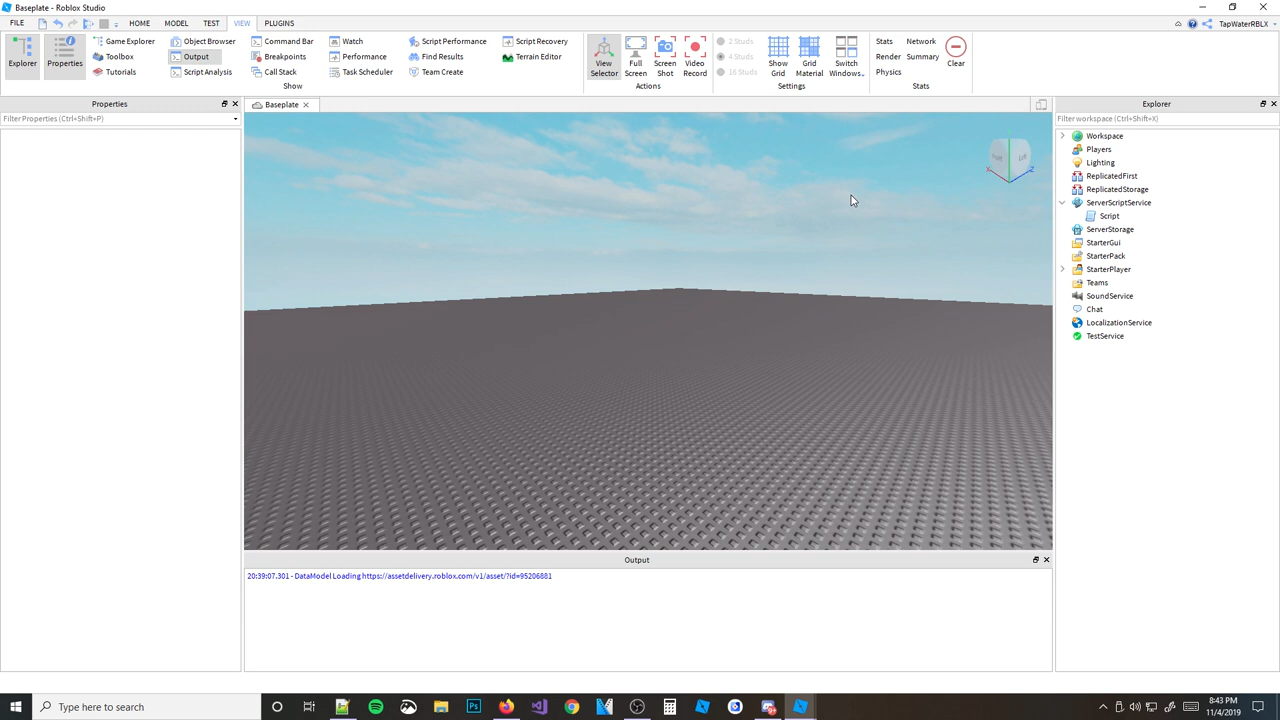 Baseplate - Roblox Studio
FILE HOME MODEL TEST VIEW PLUGINS TapWaterRBLX
Explorer
Properties
Game Explorer
Toolbox
Tutorials
Object Browser
Output
Script Analysis
Command Bar
Breakpoints
Call Stack
Watch
Performance
Task Scheduler
Script Performance
Find Results
Team Create
Script Recovery
Terrain Editor
Show
View
Selector
Full
Screen
Screen
Shot
Video
Record
Actions
2 Studs
4 Studs
16 Studs
Show
Grid
Grid
Material
Switch
Windows
Settings
Stats
Render
Physics
Network
Summary
Clear
Stats
Properties
Filter Properties (Ctrl+Shift+P)
Baseplate
Left
X
Z
Explorer
Filter workspace (Ctrl+Shift+X)
Workspace
Players
Lighting
ReplicatedFirst
ReplicatedStorage
ServerScriptService
Script
ServerStorage
StarterGui
StarterPack
StarterPlayer
Teams
SoundService
Chat
LocalizationService
TestService
Output
20:39:07.301 - DataModel Loading https://assetdelivery.roblox.com/v1/asset/?id=95206881
Type here to search
Ps
8:43 PM
11/4/2019